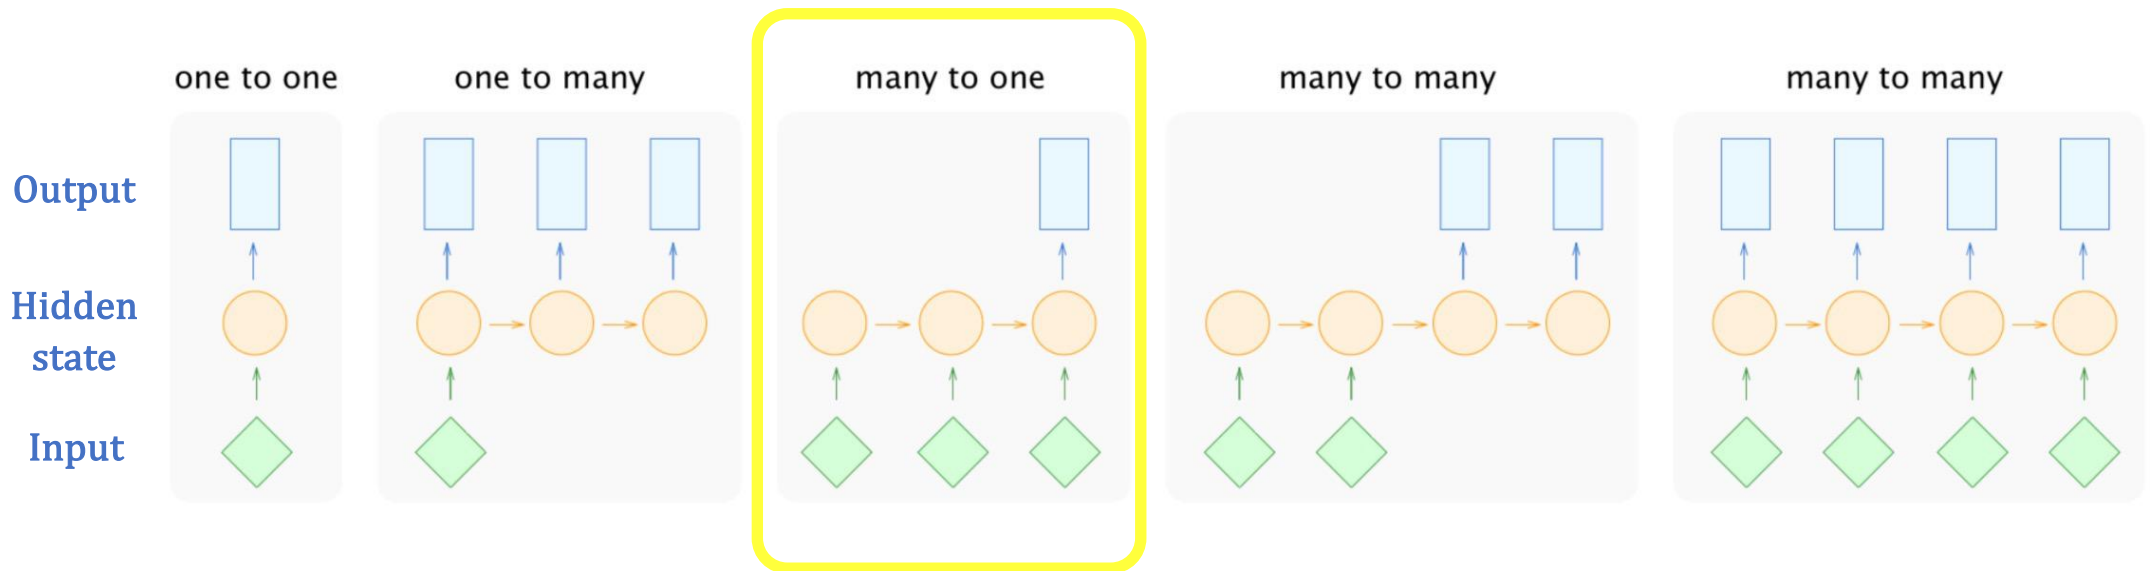 one to one
one to many
many to one
many to many
many to many
Output
Hidden
state
Input